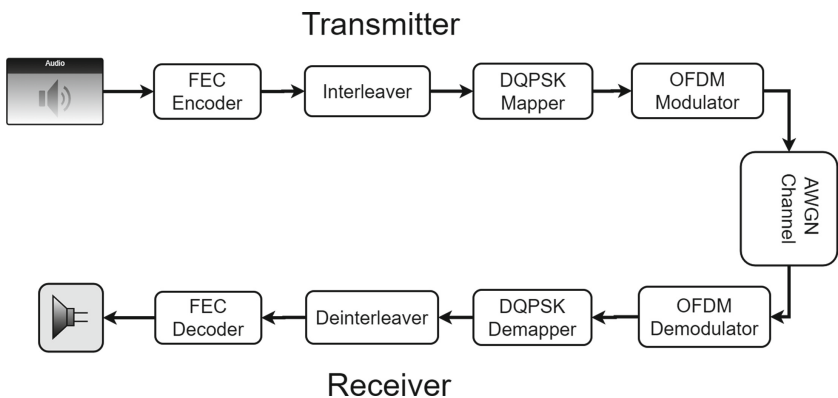 Transmitter
Audio
FEC
Encoder
Interleaver
DQPSK
Mapper
OFDM
Modulator
AWGN
Channel
FEC
Decoder
Deinterleaver
DQPSK
Demapper
OFDM
Demodulator
Receiver